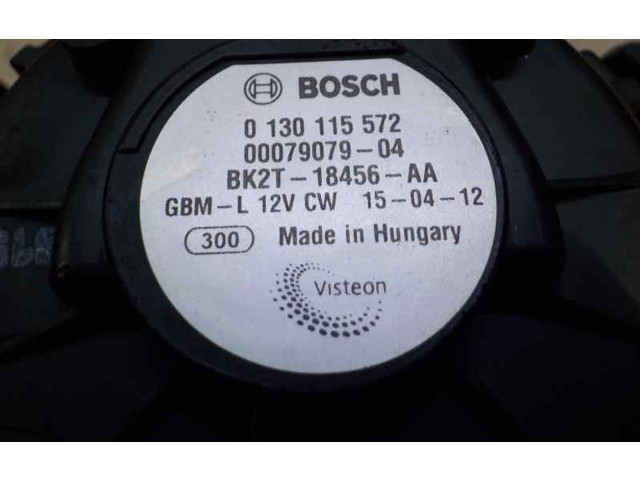 BOSCH
0 130 115 572
00079079-04
BK2T-18456-AA
GBM-L 12V CW 15-04-12
300 Made in Hungary
Visteon